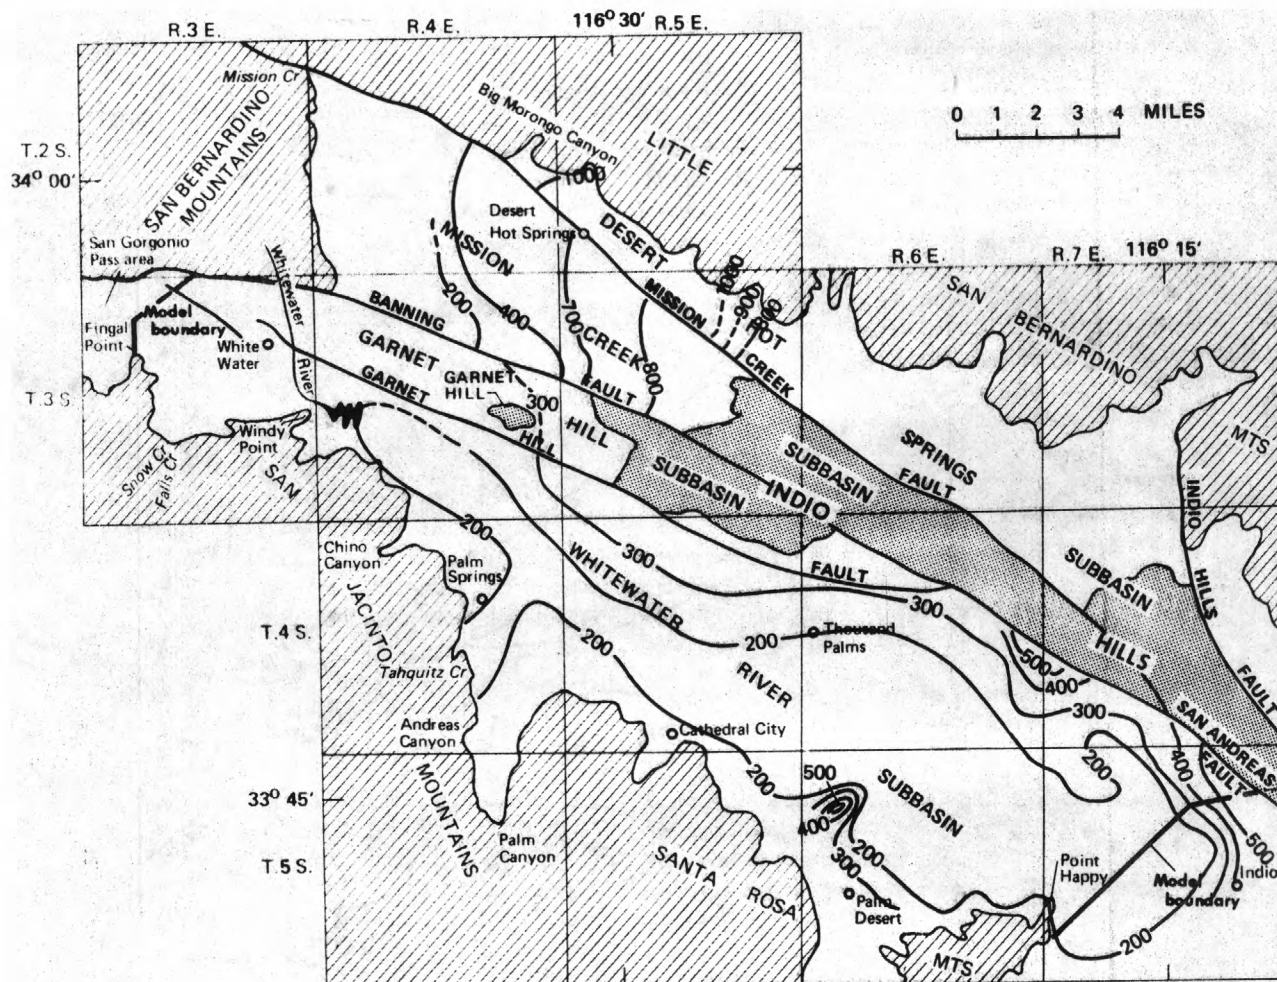 R.3 E.
R.4 E.
116° 30'
R.5 E.
Mission Cr
Big Morongo Canyon
LITTLE
0 1 2 3 4 MILES
T.2 S.
34° 00'
SAN BERNARDINO
MOUNTAINS
1000
Desert
Hot Springs
DESERT
MISSION
San Gorgonio
Pass area
Whitewater
River
R.6 E.
R.7 E.
116° 15'
SAN
BERNARDINO
MTS
BANNING
200
400
700
CREEK
800
MISSION
1000
900
800
HOT
CREEK
Model
boundary
Fingal
Point
White
Water
GARNET
GARNET
GARNET
HILL
300
FAULT
T.3 S
Windy
Point
HILL
HILL
SUBBASIN
SUBBASIN
INDIO
SPRINGS
FAULT
INDIO
HILLS
FAULT
Snow Cr
Falls Cr
SAN
JACINTO
MOUNTAINS
200
Chino
Canyon
Palm
Springs
300
WHITEWATER
FAULT
300
SUBBASIN
T.4 S.
200
200
Thousand
Palms
HILLS
500
400
Tahquitz Cr
RIVER
300
SAN ANDREAS
FAULT
Andreas
Canyon
Cathedral City
400
200
33° 45'
200
500
400
SUBBASIN
Palm
Canyon
SANTA
ROSA
MTS
200
300
500
T.5 S.
Point
Happy
Indio
Model
boundary
Palm
Desert
200